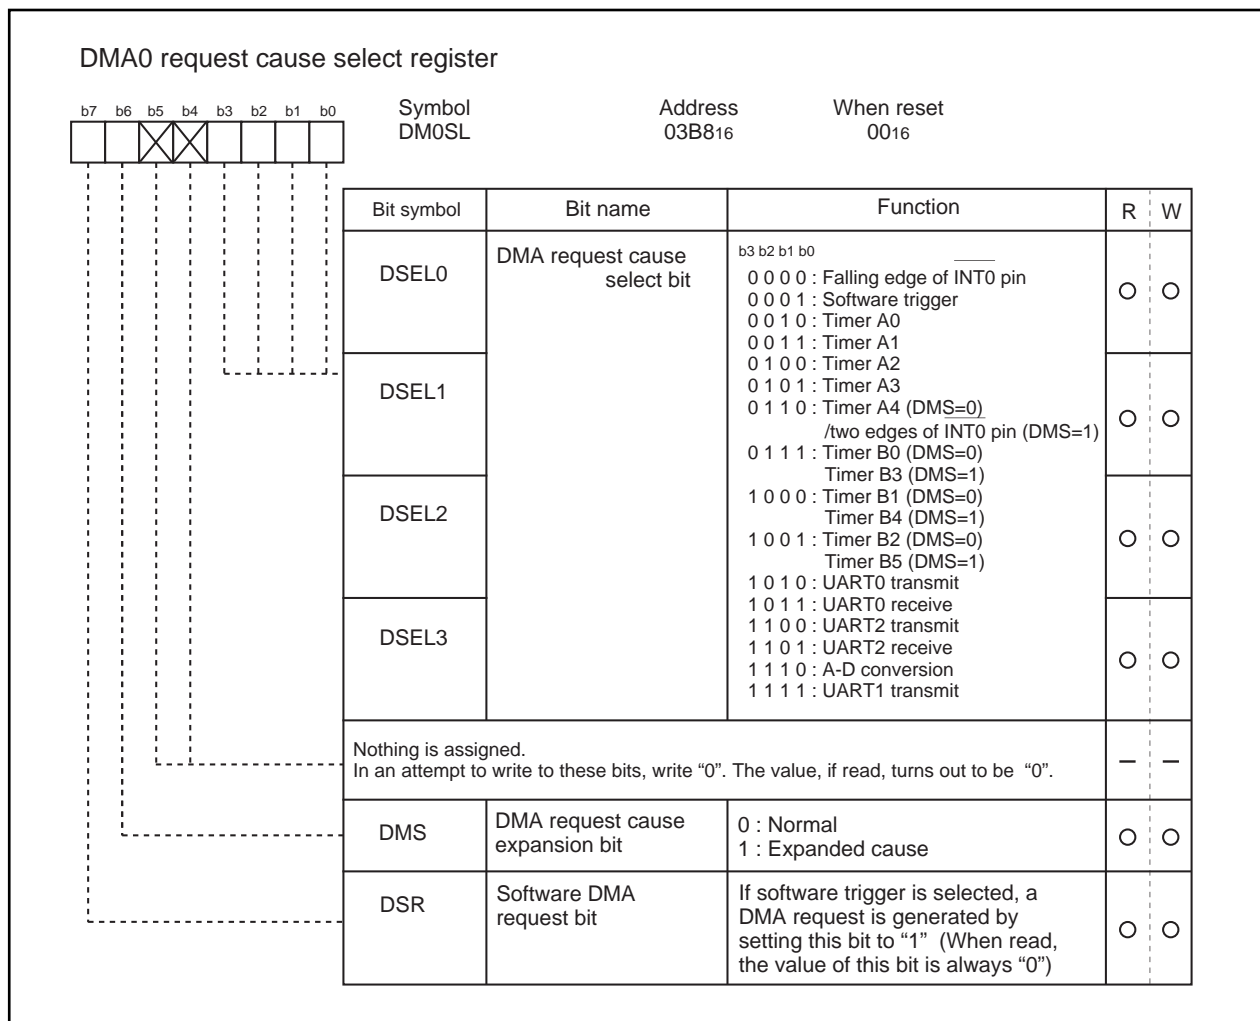 DMA0 request cause select register
b7 b6 b5 b4 b3 b2 b1 b0
Symbol Address When reset
DM0SL 03B816 0016
Bit symbol Bit name Function R W
DSEL0
DMA request cause
select bit
b3 b2 b1 b0
0 0 0 0 : Falling edge of INT0 pin
0 0 0 1 : Software trigger
0 0 1 0 : Timer A0
0 0 1 1 : Timer A1
0 1 0 0 : Timer A2
0 1 0 1 : Timer A3
0 1 1 0 : Timer A4 (DMS=0)
/two edges of INT0 pin (DMS=1)
0 1 1 1 : Timer B0 (DMS=0)
Timer B3 (DMS=1)
1 0 0 0 : Timer B1 (DMS=0)
Timer B4 (DMS=1)
1 0 0 1 : Timer B2 (DMS=0)
Timer B5 (DMS=1)
1 0 1 0 : UART0 transmit
1 0 1 1 : UART0 receive
1 1 0 0 : UART2 transmit
1 1 0 1 : UART2 receive
1 1 1 0 : A-D conversion
1 1 1 1 : UART1 transmit
DSEL1
DSEL2
DSEL3
Nothing is assigned.
In an attempt to write to these bits, write “0”. The value, if read, turns out to be “0”.
DMS
DMA request cause
expansion bit
0 : Normal
1 : Expanded cause
DSR
Software DMA
request bit
If software trigger is selected, a
DMA request is generated by
setting this bit to “1” (When read,
the value of this bit is always “0”)